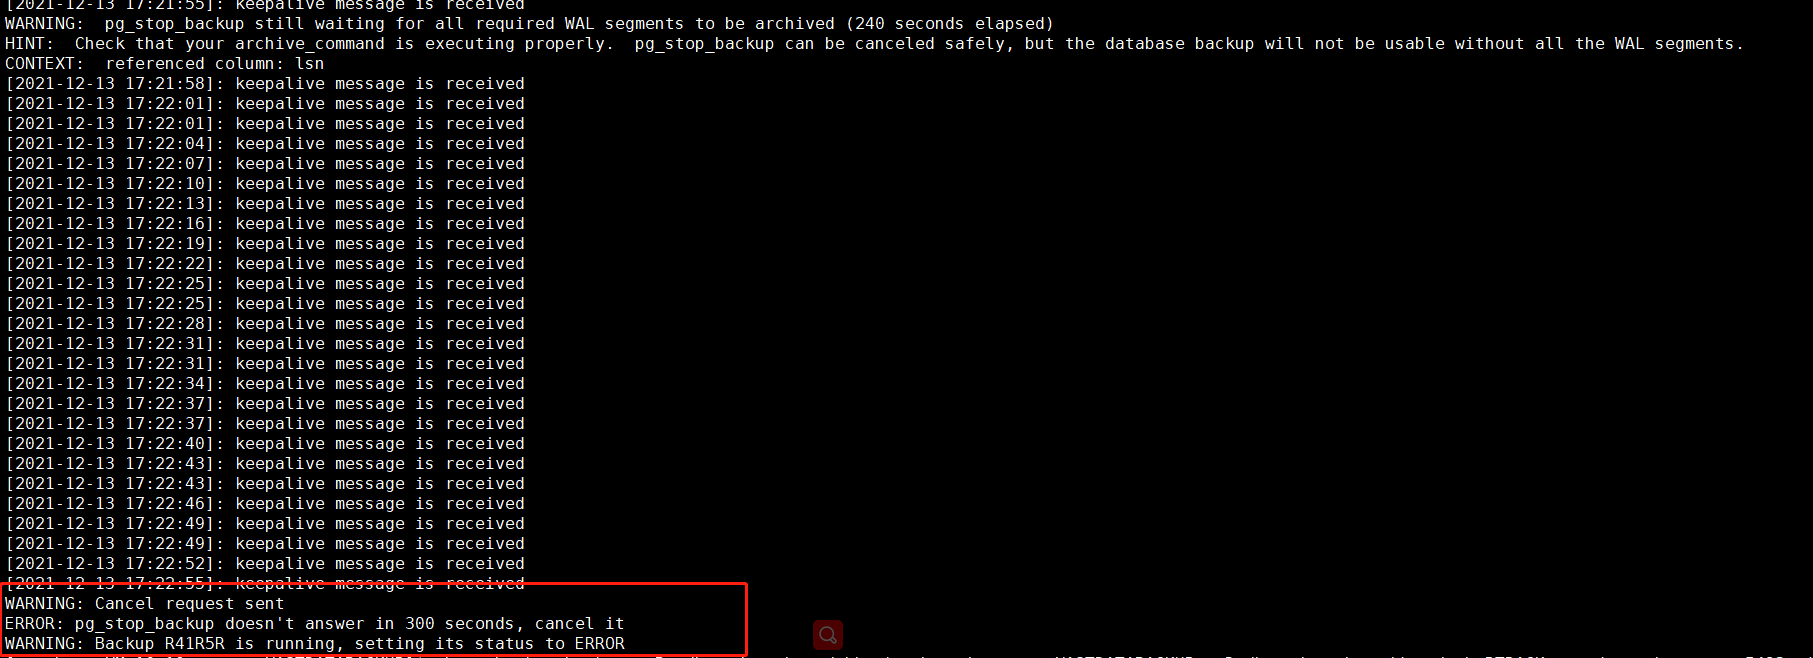 [2021-12-13 17:21:55]: keepalive message is received
WARNING:  pg_stop_backup still waiting for all required WAL segments to be archived (240 seconds elapsed)
HINT:  Check that your archive_command is executing properly.  pg_stop_backup can be canceled safely, but the database backup will not be usable without all the WAL segments.
CONTEXT:  referenced column: lsn
[2021-12-13 17:21:58]: keepalive message is received
[2021-12-13 17:22:01]: keepalive message is received
[2021-12-13 17:22:01]: keepalive message is received
[2021-12-13 17:22:04]: keepalive message is received
[2021-12-13 17:22:07]: keepalive message is received
[2021-12-13 17:22:10]: keepalive message is received
[2021-12-13 17:22:13]: keepalive message is received
[2021-12-13 17:22:16]: keepalive message is received
[2021-12-13 17:22:19]: keepalive message is received
[2021-12-13 17:22:22]: keepalive message is received
[2021-12-13 17:22:25]: keepalive message is received
[2021-12-13 17:22:25]: keepalive message is received
[2021-12-13 17:22:28]: keepalive message is received
[2021-12-13 17:22:31]: keepalive message is received
[2021-12-13 17:22:31]: keepalive message is received
[2021-12-13 17:22:34]: keepalive message is received
[2021-12-13 17:22:37]: keepalive message is received
[2021-12-13 17:22:37]: keepalive message is received
[2021-12-13 17:22:40]: keepalive message is received
[2021-12-13 17:22:43]: keepalive message is received
[2021-12-13 17:22:43]: keepalive message is received
[2021-12-13 17:22:46]: keepalive message is received
[2021-12-13 17:22:49]: keepalive message is received
[2021-12-13 17:22:49]: keepalive message is received
[2021-12-13 17:22:52]: keepalive message is received
[2021-12-13 17:22:55]: keepalive message is received
WARNING: Cancel request sent
ERROR: pg_stop_backup doesn't answer in 300 seconds, cancel it
WARNING: Backup R41R5R is running, setting its status to ERROR